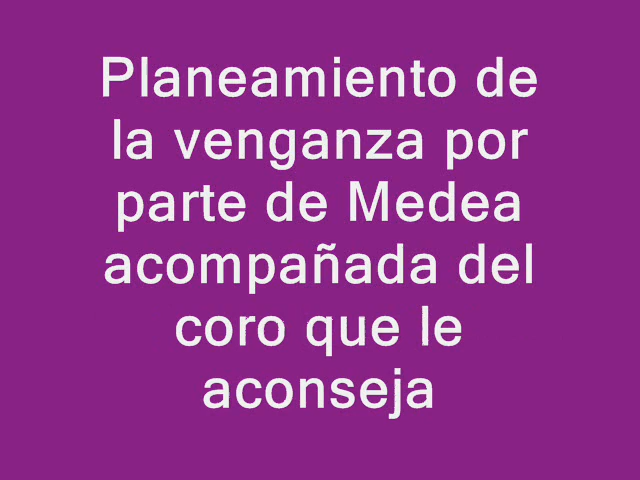 Planeamiento de
la venganza por
parte de Medea
acompañada del
coro que le
aconseja